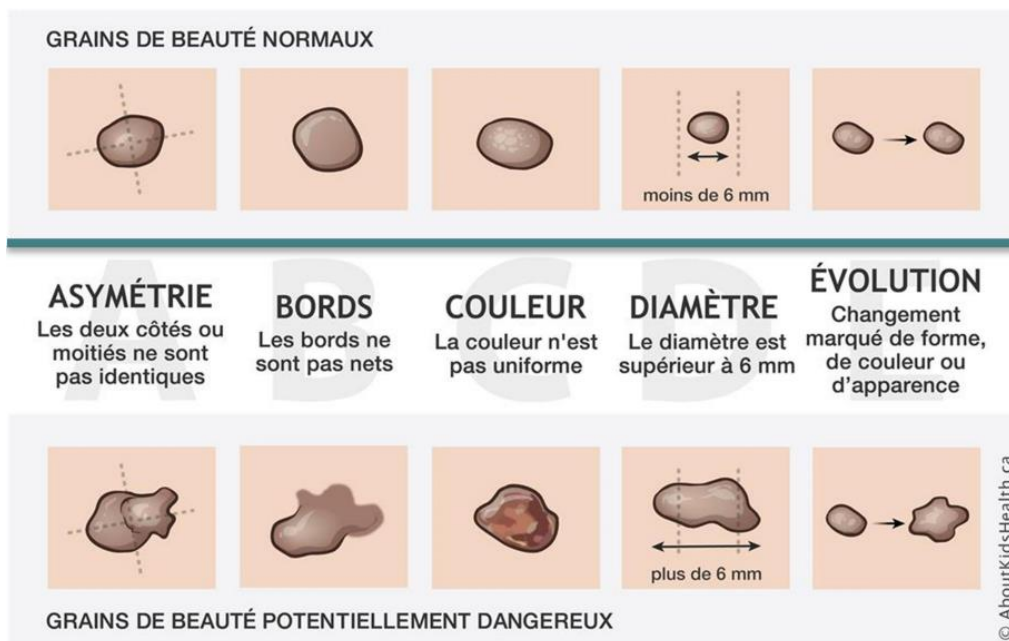 GRAINS DE BEAUTÉ NORMAUX
moins de 6 mm
A B C D E
ASYMÉTRIE
Les deux côtés ou
moitiés ne sont
pas identiques
BORDS
Les bords ne
sont pas nets
COULEUR
La couleur n'est
pas uniforme
DIAMÈTRE
Le diamètre est
supérieur à 6 mm
ÉVOLUTION
Changement
marqué de forme,
de couleur ou
d'apparence
plus de 6 mm
GRAINS DE BEAUTÉ POTENTIELLEMENT DANGEREUX
© AboutKidsHealth.ca